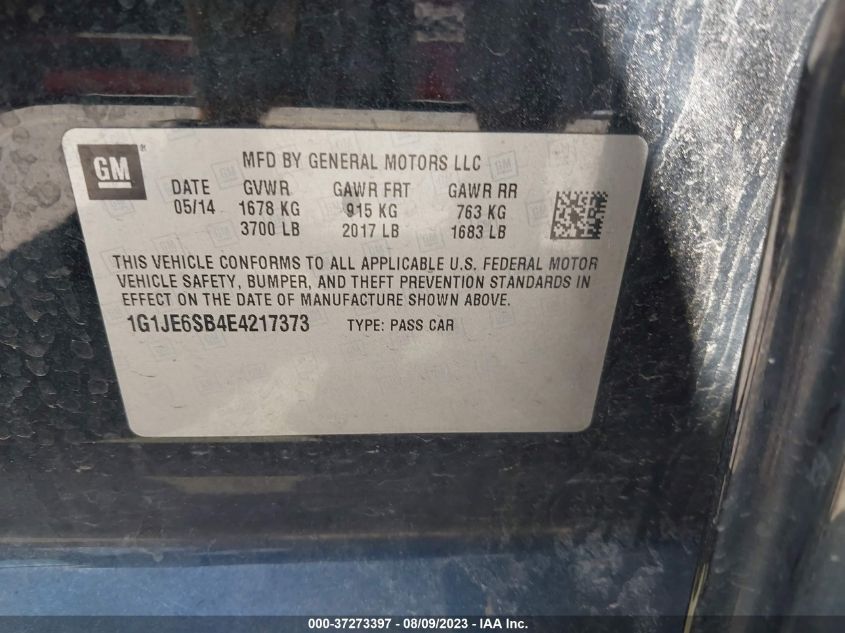 GM ® MFD BY GENERAL MOTORS LLC
DATE GVWR GAWR FRT GAWR RR
05/14 1678 KG 915 KG 763 KG
3700 LB 2017 LB 1683 LB
THIS VEHICLE CONFORMS TO ALL APPLICABLE U.S. FEDERAL MOTOR
VEHICLE SAFETY, BUMPER, AND THEFT PREVENTION STANDARDS IN
EFFECT ON THE DATE OF MANUFACTURE SHOWN ABOVE.
1G1JE6SB4E4217373 TYPE: PASS CAR
000-37273397 - 08/09/2023 - IAA Inc.